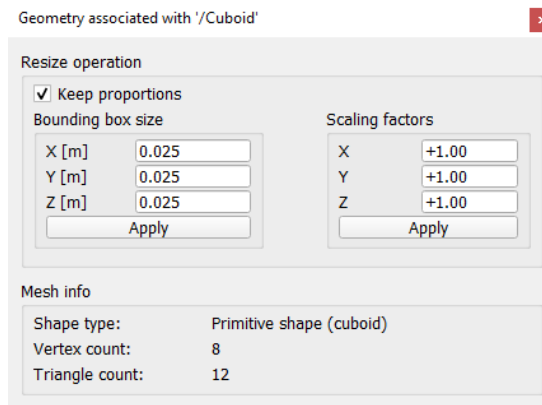 Geometry associated with '/Cuboid'
Resize operation
Keep proportions
Bounding box size
X [m] 0.025
Y [m] 0.025
Z [m] 0.025
Apply
Scaling factors
X +1.00
Y +1.00
Z +1.00
Apply
Mesh info
Shape type: Primitive shape (cuboid)
Vertex count: 8
Triangle count: 12